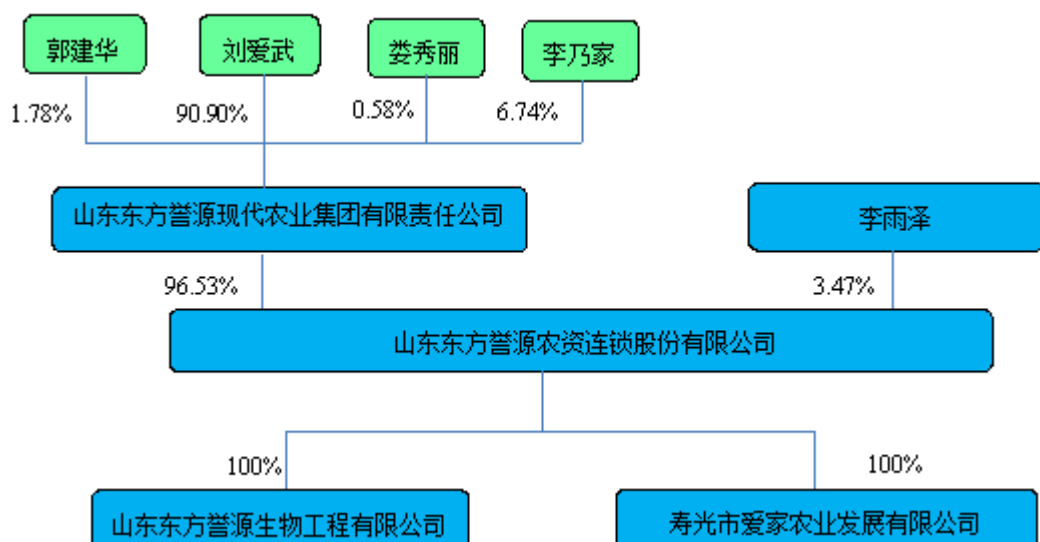 郭建华
刘爱武
娄秀丽
李乃家
1.78%
90.90%
0.58%
6.74%
山东东方誉源现代农业集团有限责任公司
李雨泽
96.53%
3.47%
山东东方誉源农资连锁股份有限公司
100%
100%
山东东方誉源生物工程有限公司
寿光市爱家农业发展有限公司